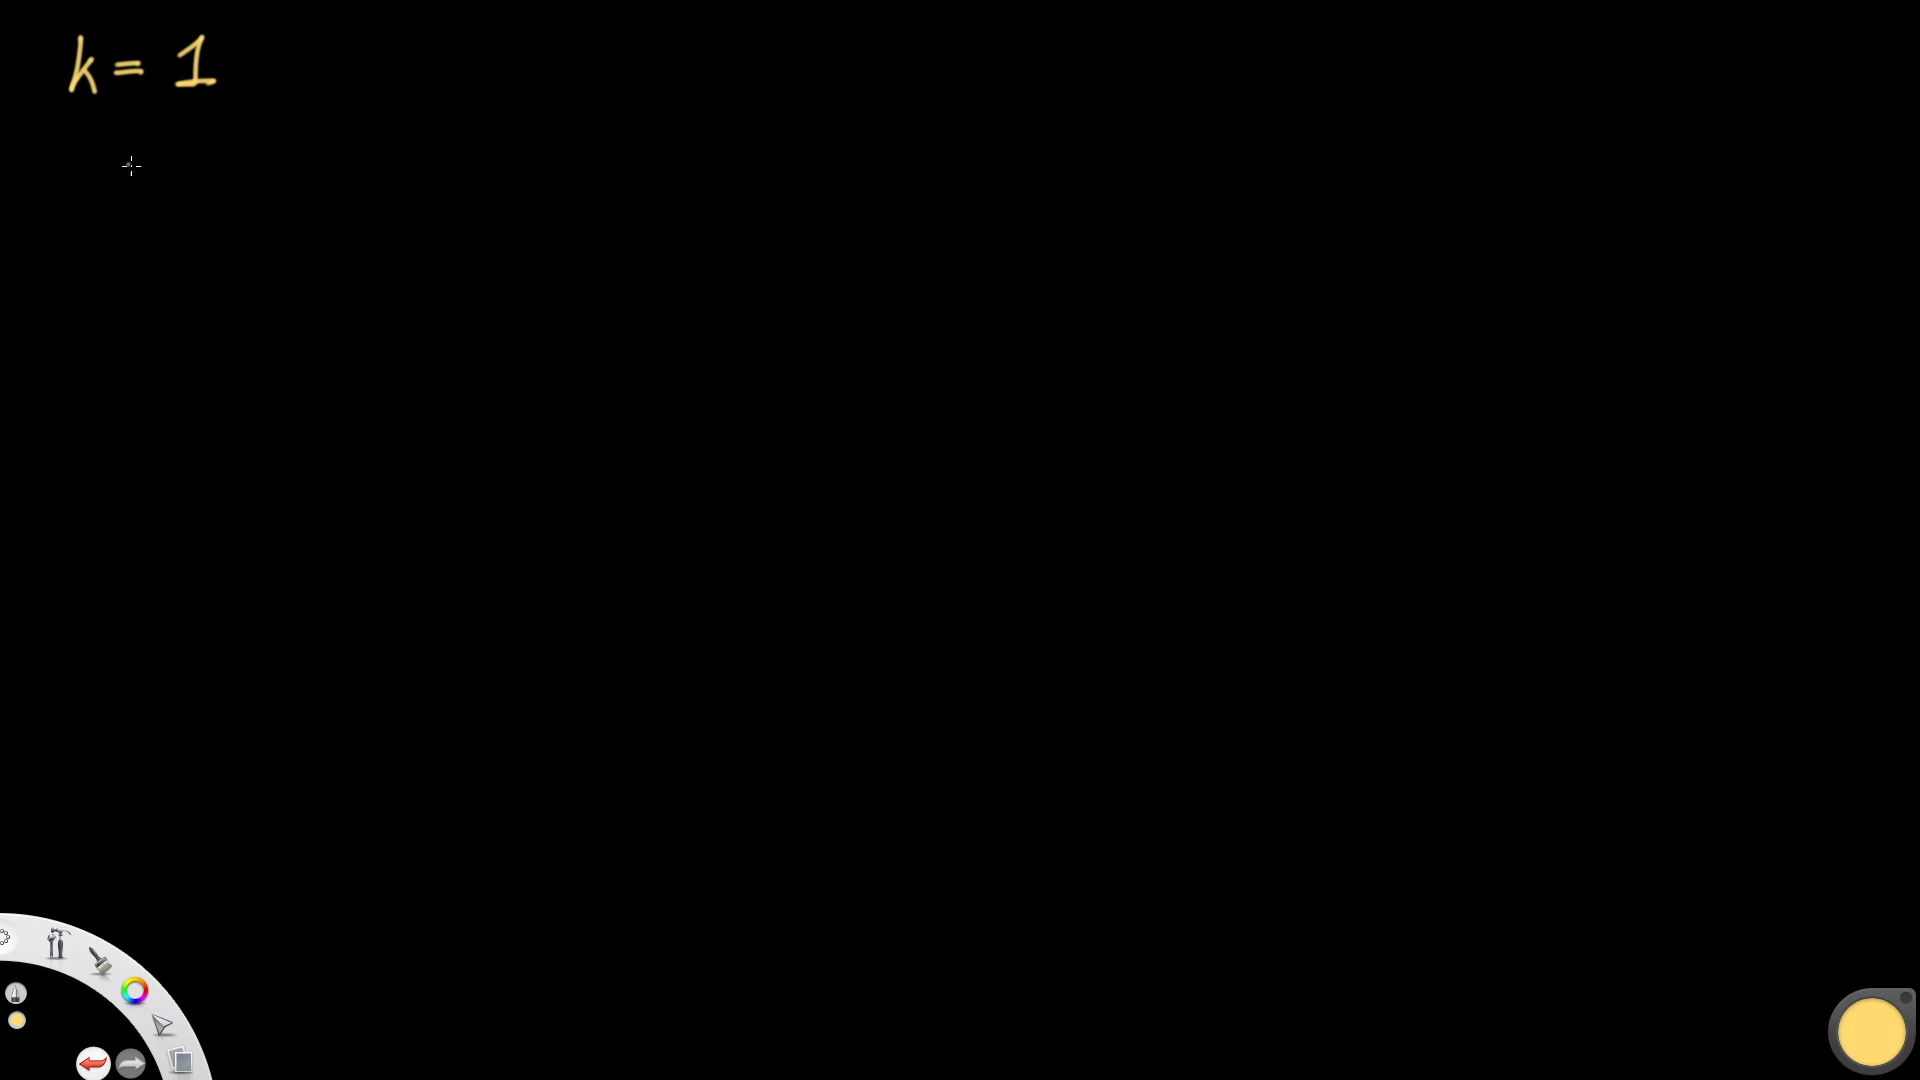 k = 1